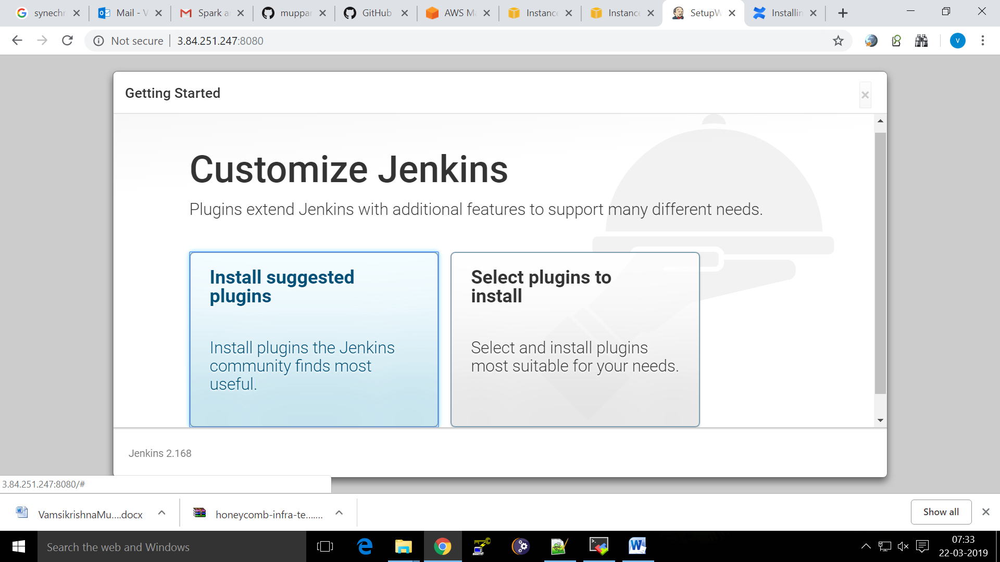 synechr
Mail - V
Spark a
muppar
GitHub
AWS M
Instance
Instance
SetupW
Installin
Not secure
3.84.251.247:8080
V
Getting Started
×
Customize Jenkins
Plugins extend Jenkins with additional features to support many different needs.
Install suggested
plugins
Install plugins the Jenkins
community finds most
useful.
Select plugins to
install
Select and install plugins
most suitable for your needs.
Jenkins 2.168
3.84.251.247:8080/#
VamsikrishnaMu....docx
honeycomb-infra-te.......
Show all
Search the web and Windows
07:33
22-03-2019